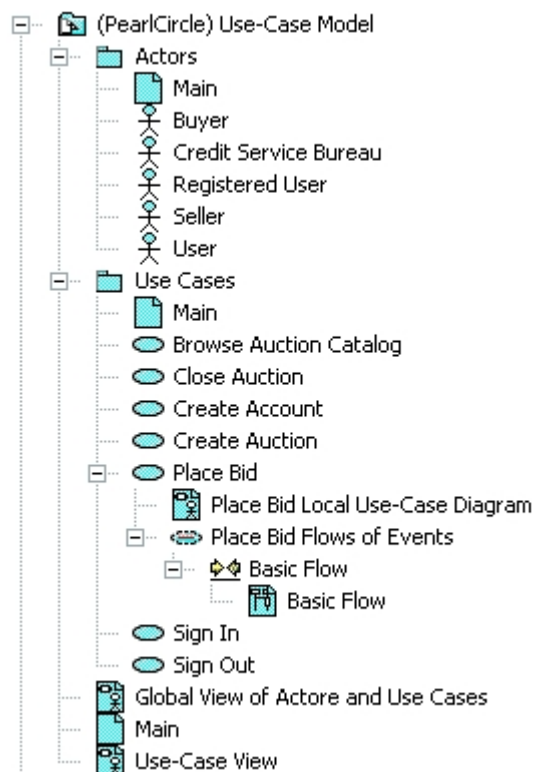 (PearlCircle) Use-Case Model
Actors
Main
Buyer
Credit Service Bureau
Registered User
Seller
User
Use Cases
Main
Browse Auction Catalog
Close Auction
Create Account
Create Auction
Place Bid
Place Bid Local Use-Case Diagram
Place Bid Flows of Events
Basic Flow
Basic Flow
Sign In
Sign Out
Global View of Actore and Use Cases
Main
Use-Case View